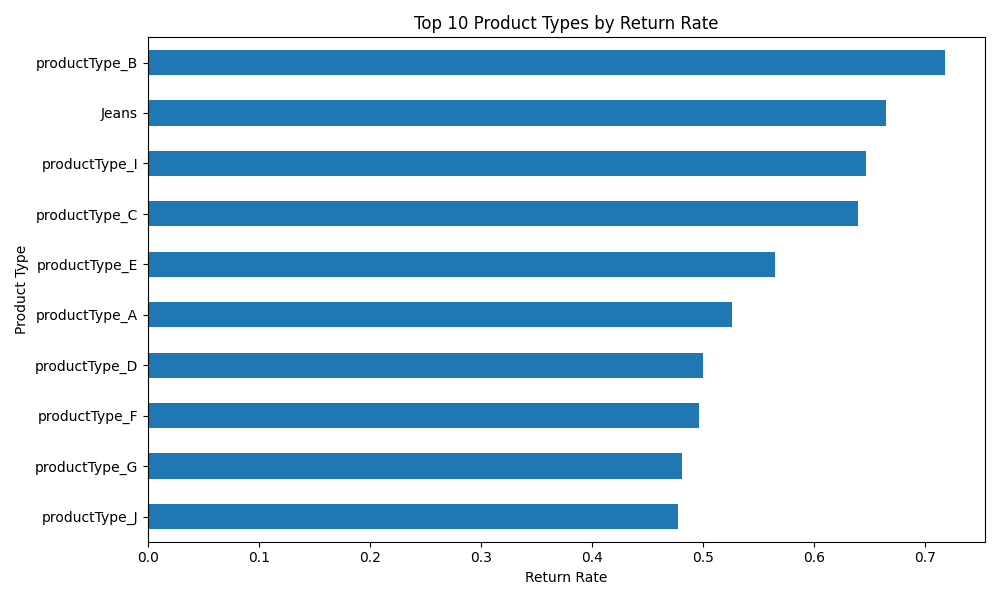 Top 10 Product Types by Return Rate
Product Type
productType_B
Jeans
productType_I
productType_C
productType_E
productType_A
productType_D
productType_F
productType_G
productType_J
0.0 0.1 0.2 0.3 0.4 0.5 0.6 0.7
Return Rate